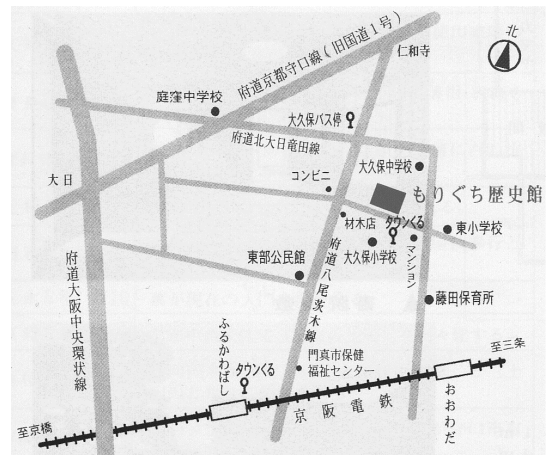 北
仁和寺
府道京都守口線（旧国道１号）
庭窪中学校
大久保バス停
府道北大日竜田線
大久保中学校
コンビニ
大日
もりぐち歴史館
材木店
タウンくる
東小学校
大久保小学校
マンション
東部公民館
府道八尾茨木線
府道大阪中央環状線
藤田保育所
ふるかわばし
タウンくる
門真市保健
福祉センター
至三条
おおわだ
京阪電鉄
至京橋